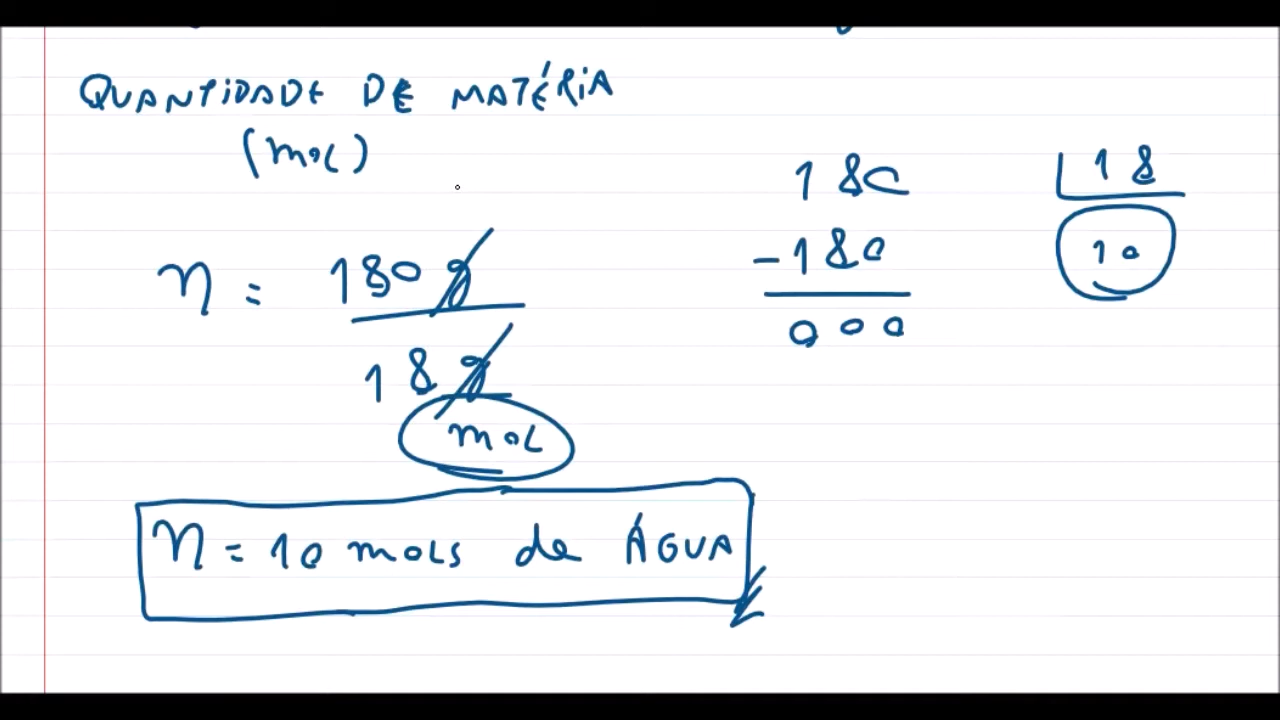 QUANTIDADE DE MATÉRIA
(mol)
n = 180 g
18 g
mol
n = 10 mols de ÁGUA
180 18
-180 10
000